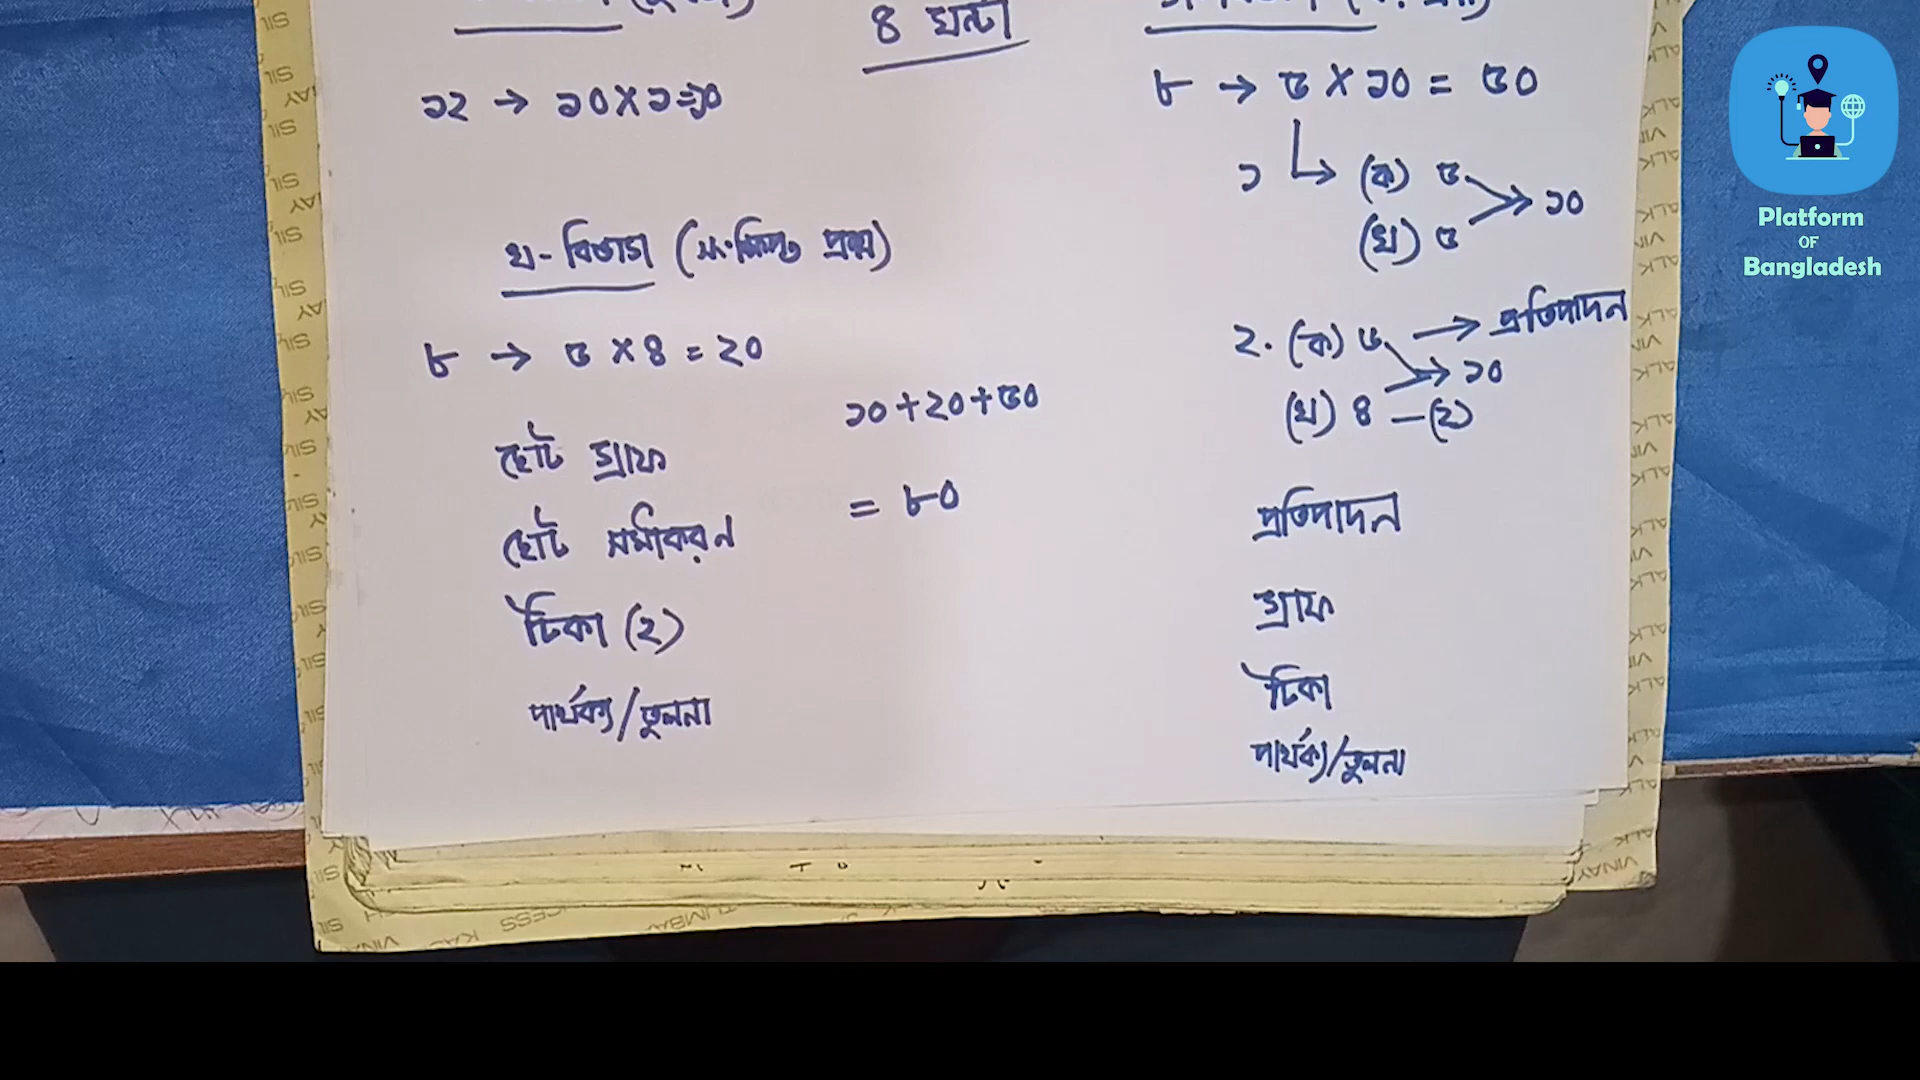 ৪ ঘন্টা
১২ → ১০ X ১ = ১০
খ-বিভাগ (সংক্ষিপ্ত প্রশ্ন)
৮ → ৫ X ৪ = ২০
ছোট গ্রাফ
ছোট সমীকরণ
টিকা (২)
পার্থক্য/তুলনা
১০+২০+৫০
= ৮০
৮ → ৫ X ১০ = ৫০
১ → (ক) ৫
(খ) ৫
১০
২. (ক) ৬ → প্রতিপাদন
১০
(খ) ৪ – (২)
প্রতিপাদন
গ্রাফ
টিকা
পার্থক্য/তুলনা
Platform
OF
Bangladesh